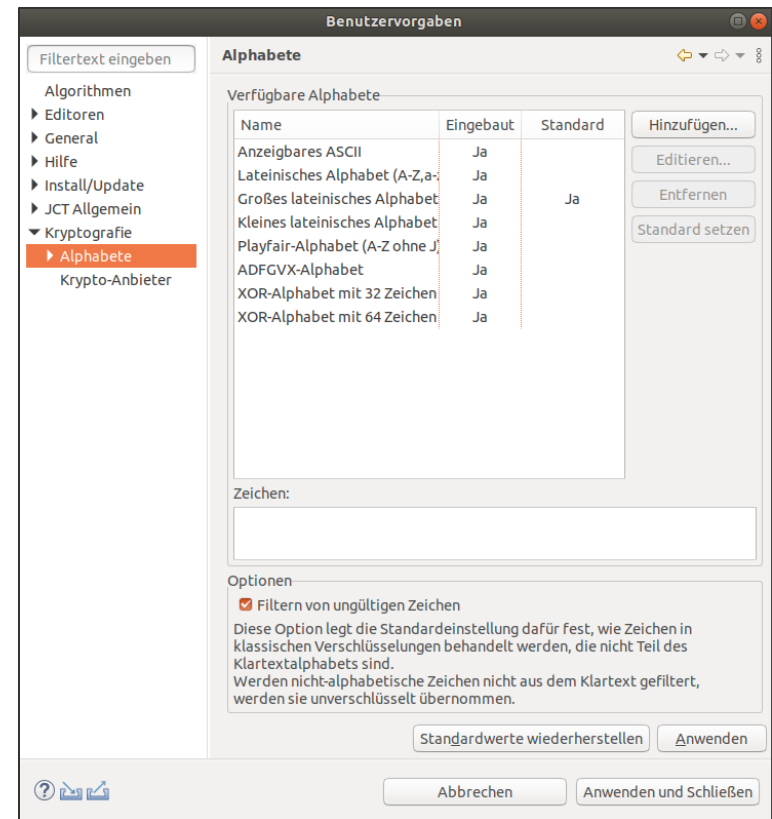 Benutzervorgaben
Filtertext eingeben
Algorithmen
Editoren
General
Hilfe
Install/Update
JCT Allgemein
Kryptografie
Alphabete
Krypto-Anbieter
Alphabete
Verfügbare Alphabete
Name Eingebaut Standard
Anzeigbares ASCII Ja
Lateinisches Alphabet (A-Z,a- Ja
Großes lateinisches Alphabet Ja Ja
Kleines lateinisches Alphabet Ja
Playfair-Alphabet (A-Z ohne J) Ja
ADFGVX-Alphabet Ja
XOR-Alphabet mit 32 Zeichen Ja
XOR-Alphabet mit 64 Zeichen Ja
Hinzufügen...
Editieren...
Entfernen
Standard setzen
Zeichen:
Optionen
Filtern von ungültigen Zeichen
Diese Option legt die Standardeinstellung dafür fest, wie Zeichen in
klassischen Verschlüsselungen behandelt werden, die nicht Teil des
Klartextalphabets sind.
Werden nicht-alphabetische Zeichen nicht aus dem Klartext gefiltert,
werden sie unverschlüsselt übernommen.
Standardwerte wiederherstellen Anwenden
? Abbrechen Anwenden und Schließen